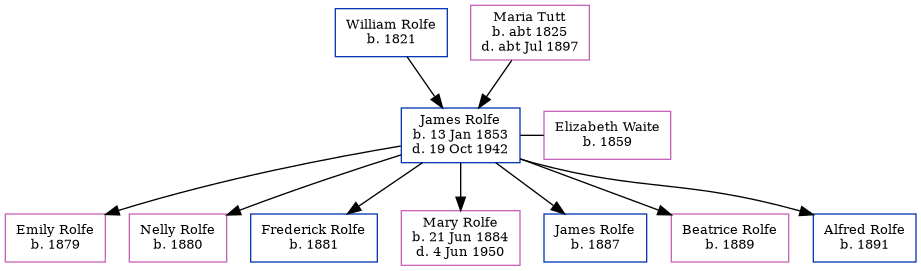 William Rolfe
b. 1821
Maria Tutt
b. abt 1825
d. abt Jul 1897
James Rolfe
b. 13 Jan 1853
d. 19 Oct 1942
Elizabeth Waite
b. 1859
Emily Rolfe
b. 1879
Nelly Rolfe
b. 1880
Frederick Rolfe
b. 1881
Mary Rolfe
b. 21 Jun 1884
d. 4 Jun 1950
James Rolfe
b. 1887
Beatrice Rolfe
b. 1889
Alfred Rolfe
b. 1891